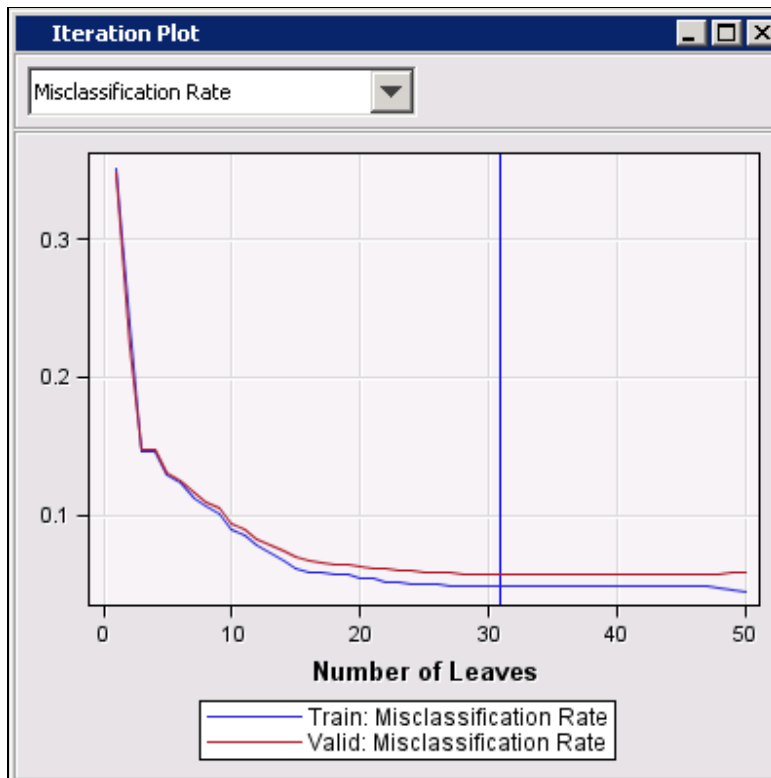 Iteration Plot
Misclassification Rate
0.3
0.2
0.1
0 10 20 30 40 50
Number of Leaves
Train: Misclassification Rate
Valid: Misclassification Rate